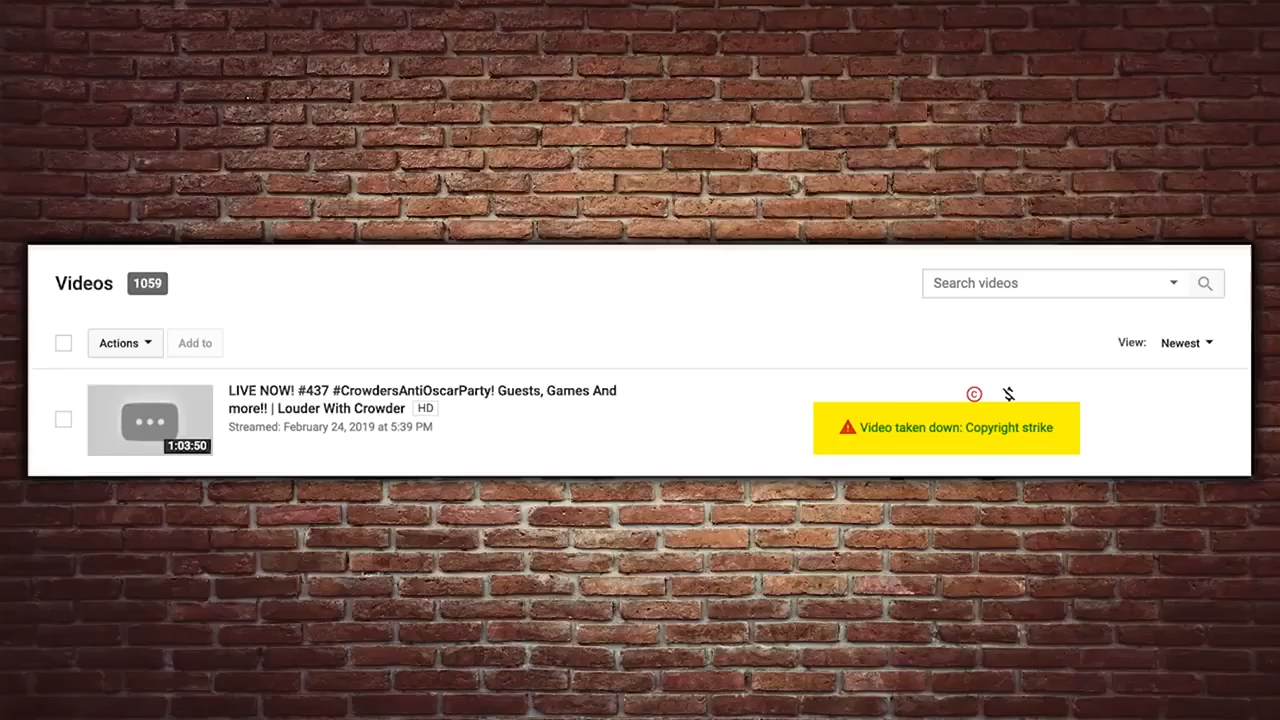 Videos 1059
Search videos
Actions Add to
View: Newest
LIVE NOW! #437 #CrowdersAntiOscarParty! Guests, Games And
more!! | Louder With Crowder HD
Streamed: February 24, 2019 at 5:39 PM
1:03:50
©
Video taken down: Copyright strike